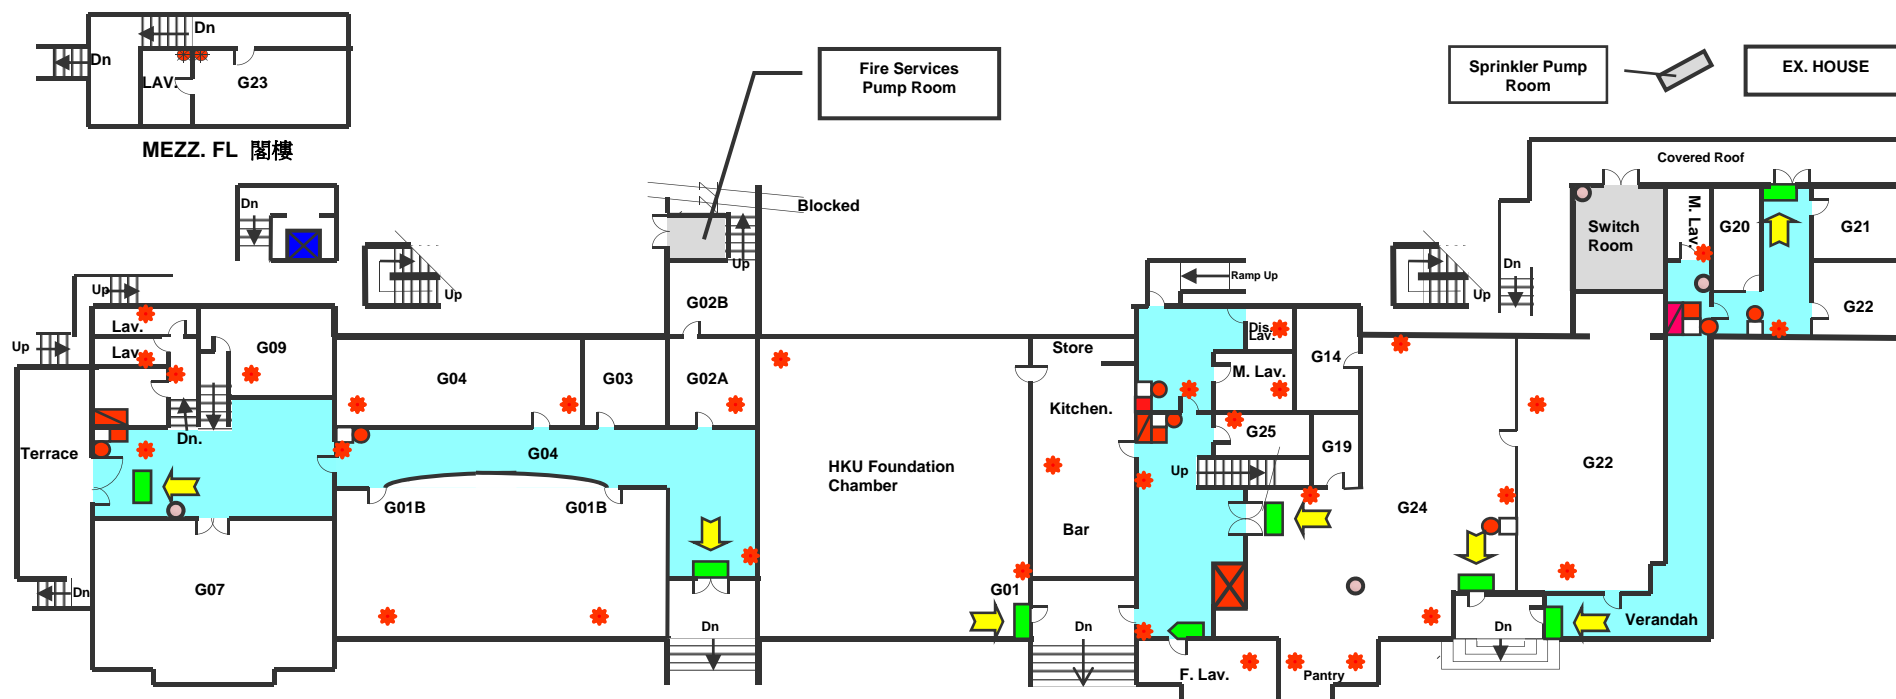 Dn
Dn
LAV.
G23
MEZZ. FL 閣樓
Fire Services
Pump Room
Sprinkler Pump
Room
EX. HOUSE
Covered Roof
Blocked
Dn
Up
Up
Up
Ramp Up
Up
Dn
Switch
Room
M. Lav.
G20
G21
G22
Up
Lav.
Lav.
G09
G02B
G04
G03
G02A
Store
Dis.
Lav.
G14
M. Lav.
Kitchen.
Terrace
Dn.
G04
HKU Foundation
Chamber
G25
G19
Up
G22
G01B
G01B
Bar
G24
Dn
G07
G01
Dn
Dn
Dn
Verandah
F. Lav.
Pantry